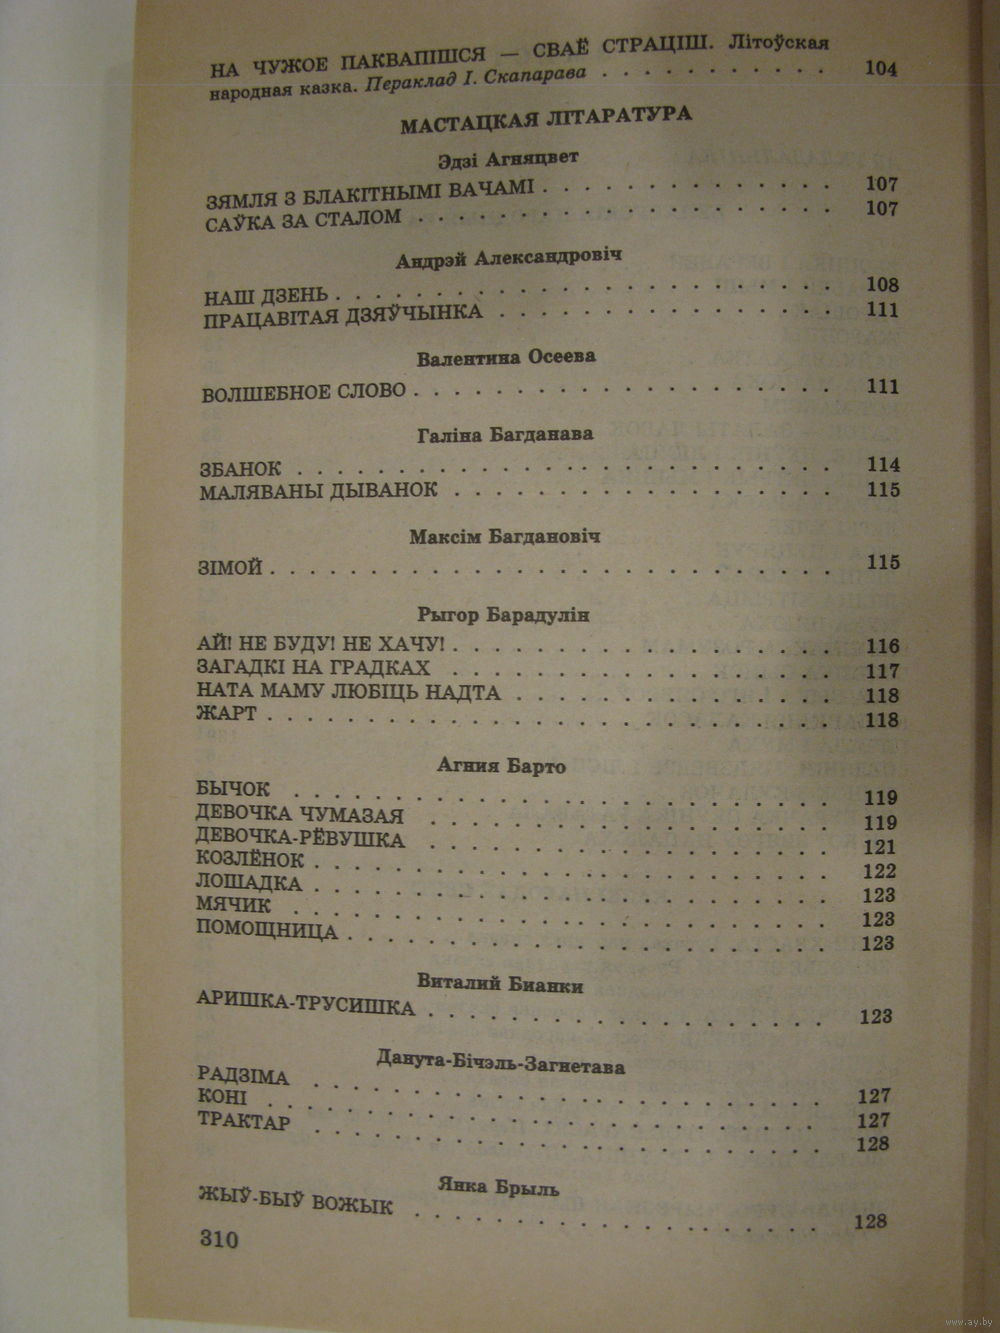 НА ЧУЖОЕ ПАКВАПІШСЯ — СВАЁ СТРАЦІШ. Літоўская
народная казка. Пераклад І. Скапарава . . . . . . . . . . 104
МАСТАЦКАЯ ЛІТАРАТУРА
Эдзі Агняцвет
ЗЯМЛЯ З БЛАКІТНЫМІ ВАЧАМІ . . . . . . . . . . . . . 107
САЎКА ЗА СТАЛОМ . . . . . . . . . . . . . . . . . . 107
Андрэй Александровіч
НАШ ДЗЕНЬ . . . . . . . . . . . . . . . . . . . . 108
ПРАЦАВІТАЯ ДЗЯЎЧЫНКА . . . . . . . . . . . . . . 111
Валентина Осеева
ВОЛШЕБНОЕ СЛОВО . . . . . . . . . . . . . . . . . 111
Галіна Багданава
ЗБАНОК . . . . . . . . . . . . . . . . . . . . . 114
МАЛЯВАНЫ ДЫВАНОК . . . . . . . . . . . . . . . . 115
Максім Багдановіч
ЗІМОЙ . . . . . . . . . . . . . . . . . . . . . . 115
Рыгор Барадулін
АЙ! НЕ БУДУ! НЕ ХАЧУ! . . . . . . . . . . . . . . . 116
ЗАГАДКІ НА ГРАДКАХ . . . . . . . . . . . . . . . . 117
НАТА МАМУ ЛЮБІЦЬ НАДТА . . . . . . . . . . . . . 118
ЖАРТ . . . . . . . . . . . . . . . . . . . . . . 118
Агния Барто
БЫЧОК . . . . . . . . . . . . . . . . . . . . . 119
ДЕВОЧКА ЧУМАЗАЯ . . . . . . . . . . . . . . . . 119
ДЕВОЧКА-РЁВУШКА . . . . . . . . . . . . . . . . 121
КОЗЛЁНОК . . . . . . . . . . . . . . . . . . . . 122
ЛОШАДКА . . . . . . . . . . . . . . . . . . . . 123
МЯЧИК . . . . . . . . . . . . . . . . . . . . . 123
ПОМОЩНИЦА . . . . . . . . . . . . . . . . . . . 123
Виталий Бианки
АРИШКА-ТРУСИШКА . . . . . . . . . . . . . . . . 123
Данута-Бічэль-Загнетава
РАДЗІМА . . . . . . . . . . . . . . . . . . . . 127
КОНІ . . . . . . . . . . . . . . . . . . . . . . 127
ТРАКТАР . . . . . . . . . . . . . . . . . . . . 128
Янка Брыль
ЖЫЎ-БЫЎ ВОЖЫК . . . . . . . . . . . . . . . . . 128
310
www.ay.by